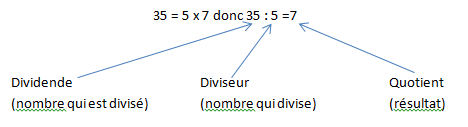 35 = 5 x 7 donc 35 : 5 =7
Dividende Diviseur Quotient
(nombre qui est divisé) (nombre qui divise) (résultat)